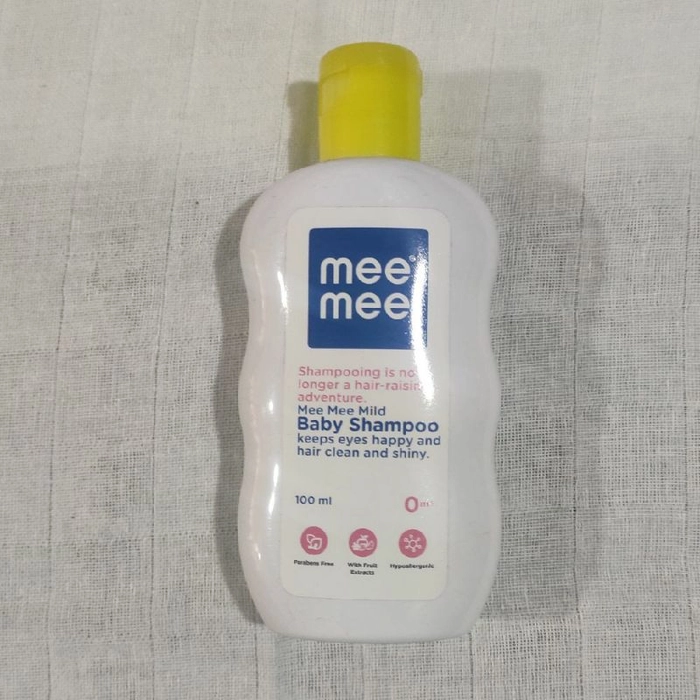 mee
mee
Shampooing is no
longer a hair-raisin
adventure.
Mee Mee Mild
Baby Shampoo
keeps eyes happy and
hair clean and shiny.
100 ml
0 m+
Parabens Free
With Fruit
Extracts
Hypoallergenic